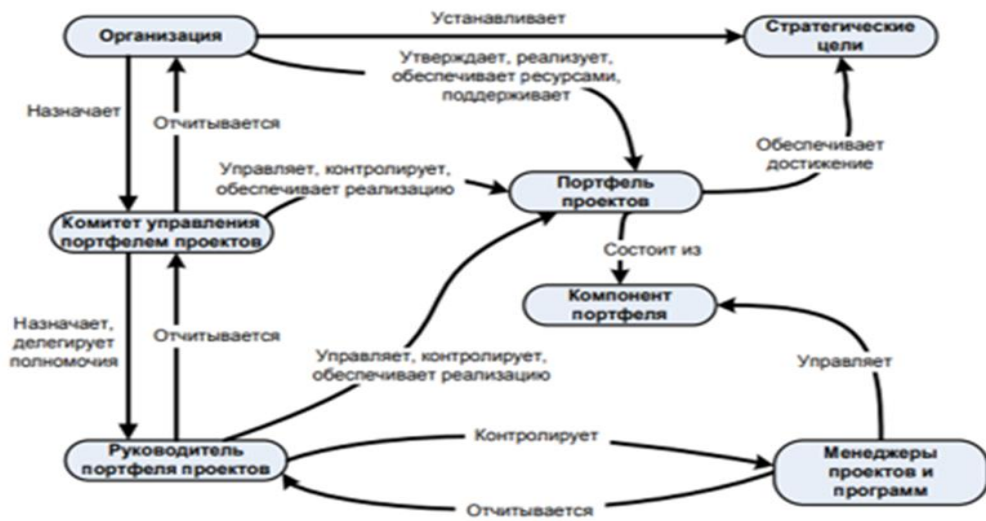 Организация
Устанавливает
Стратегические
цели
Утверждает, реализует,
обеспечивает ресурсами,
поддерживает
Назначает
Отчитывается
Обеспечивает
достижение
Управляет, контролирует,
обеспечивает реализацию
Портфель
проектов
Комитет управления
портфелем проектов
Состоит из
Компонент
портфеля
Назначает,
делегирует
полномочия
Отчитывается
Управляет, контролирует,
обеспечивает реализацию
Управляет
Руководитель
портфеля проектов
Контролирует
Менеджеры
проектов и
программ
Отчитывается